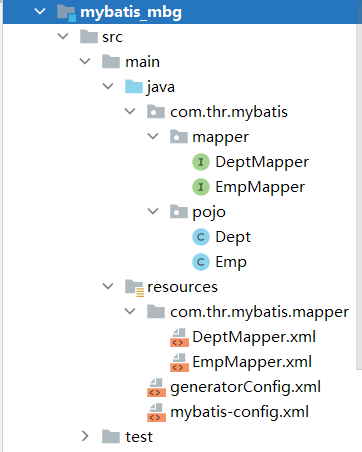 mybatis_mbg
src
main
java
com.thr.mybatis
mapper
DeptMapper
EmpMapper
pojo
Dept
Emp
resources
com.thr.mybatis.mapper
DeptMapper.xml
EmpMapper.xml
generatorConfig.xml
mybatis-config.xml
test